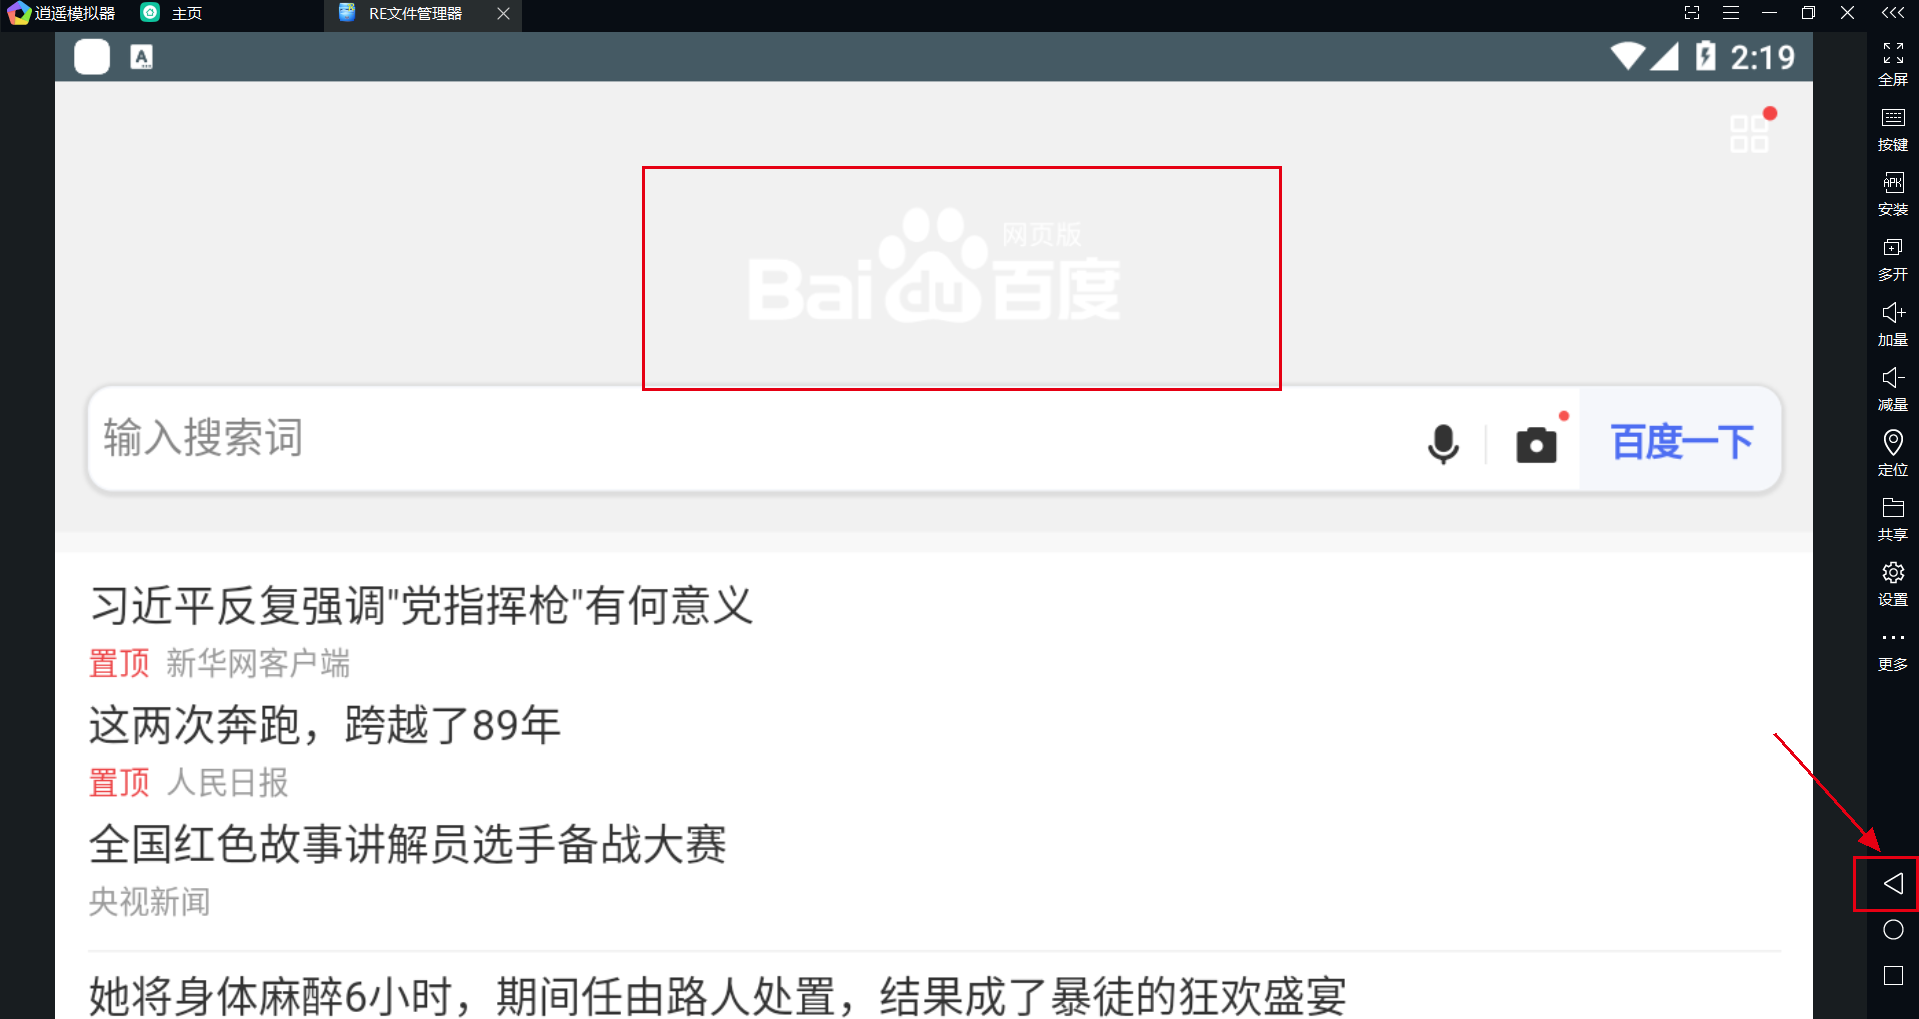 逍遥模拟器 主页 RE文件管理器
A 2:19
全屏
按键
APK
安装
多开
加量
减量
定位
共享
设置
更多
网页版
Bai du 百度
输入搜索词 百度一下
习近平反复强调"党指挥枪"有何意义
置顶 新华网客户端
这两次奔跑，跨越了89年
置顶 人民日报
全国红色故事讲解员选手备战大赛
央视新闻
她将身体麻醉6小时，期间任由路人处置，结果成了暴徒的狂欢盛宴